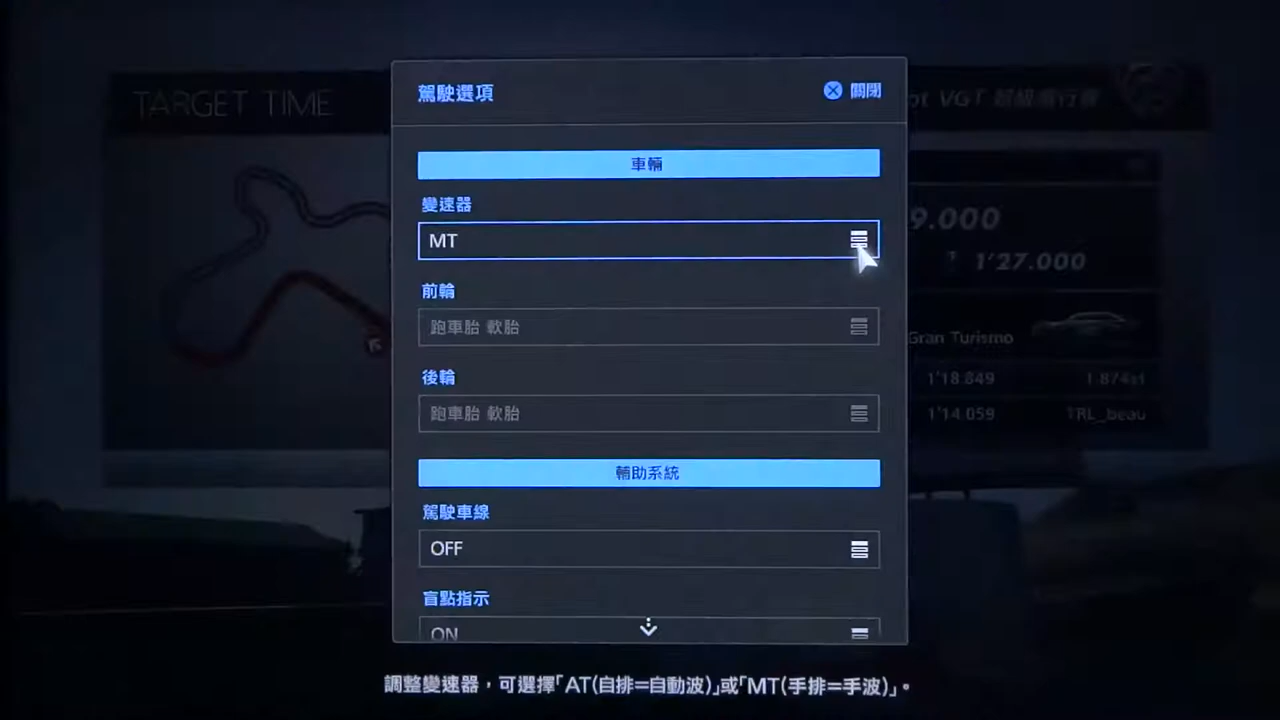 TARGET TIME
駕駛選項
關閉
車輛
變速器
MT
前輪
跑車胎 軟胎
後輪
跑車胎 軟胎
輔助系統
駕駛車線
OFF
盲點指示
ON
VGT
9.000
1'27.000
Gran Turismo
1'18.849
1'14.059
TRL_beau
調整變速器,可選擇「AT(自排=自動波)」或「MT(手排=手波)」。